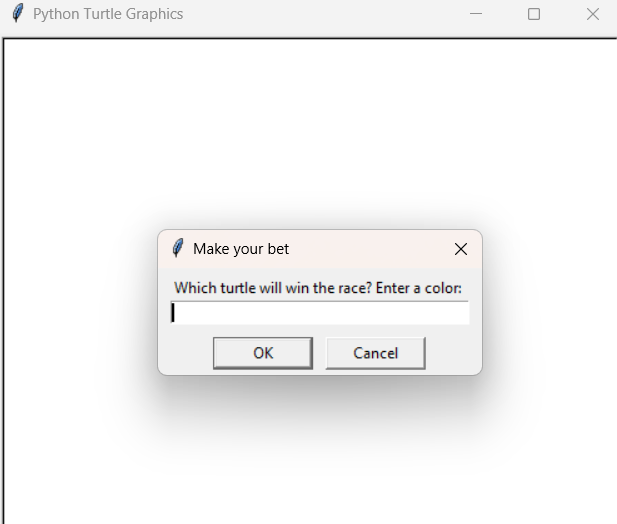 Python Turtle Graphics
Make your bet
Which turtle will win the race? Enter a color:
OK Cancel